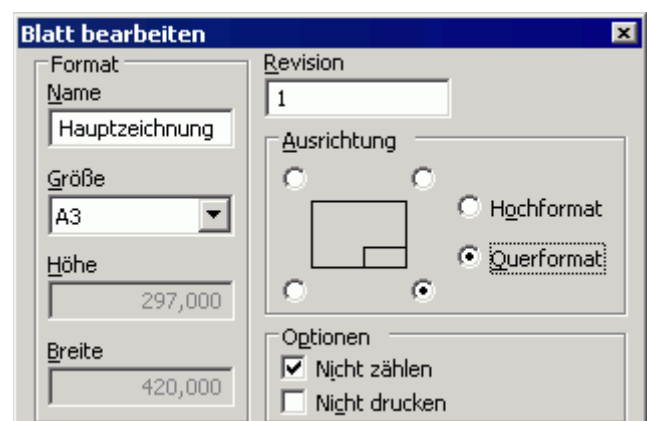 Blatt bearbeiten
Format
Name
Hauptzeichnung
Größe
A3
Höhe
297,000
Breite
420,000
Revision
1
Ausrichtung
Hochformat
Querformat
Optionen
Nicht zählen
Nicht drucken